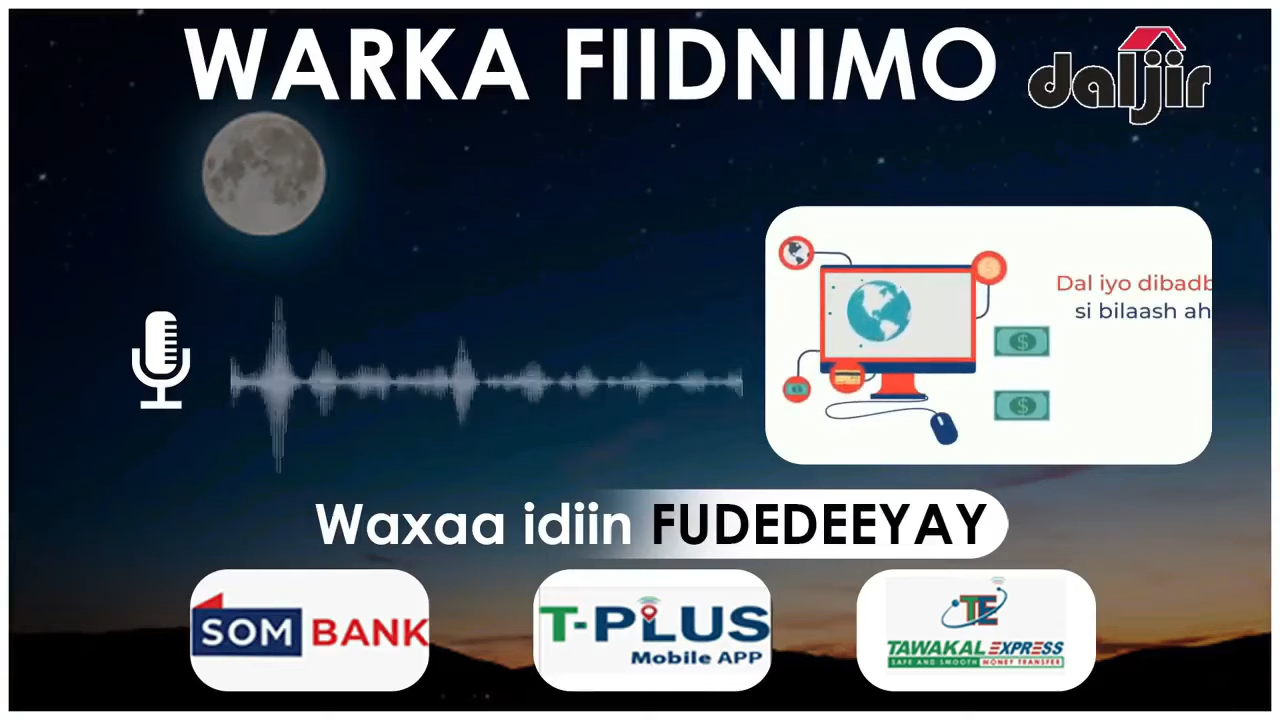 WARKA FIIDNIMO
daljir
Dal iyo dibadb
si bilaash ah
$
$
Waxaa idiin FUDEDEEYAY
SOM BANK
T-PLUS
Mobile APP
TE
TAWAKAL EXPRESS
SAFE AND SMOOTH MONEY TRANSFER